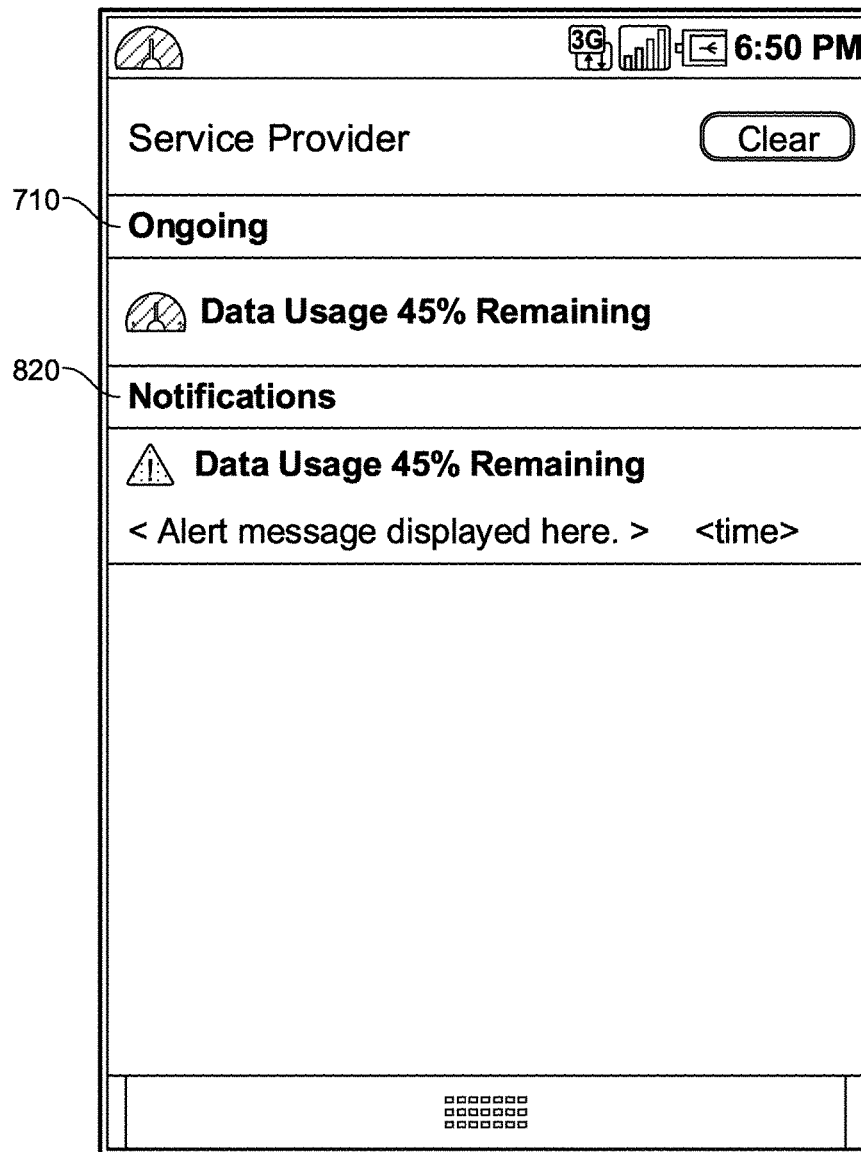 3G 6:50 PM
Service Provider Clear
710
Ongoing
Data Usage 45% Remaining
820
Notifications
Data Usage 45% Remaining
< Alert message displayed here. > <time>